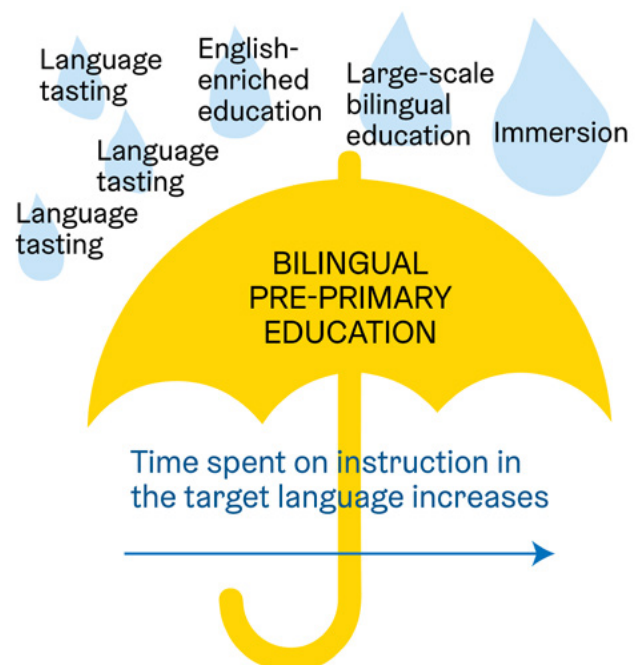 Language
tasting
English-
enriched
education
Large-scale
bilingual
education
Immersion
Language
tasting
Language
tasting
BILINGUAL
PRE-PRIMARY
EDUCATION
Time spent on instruction in
the target language increases